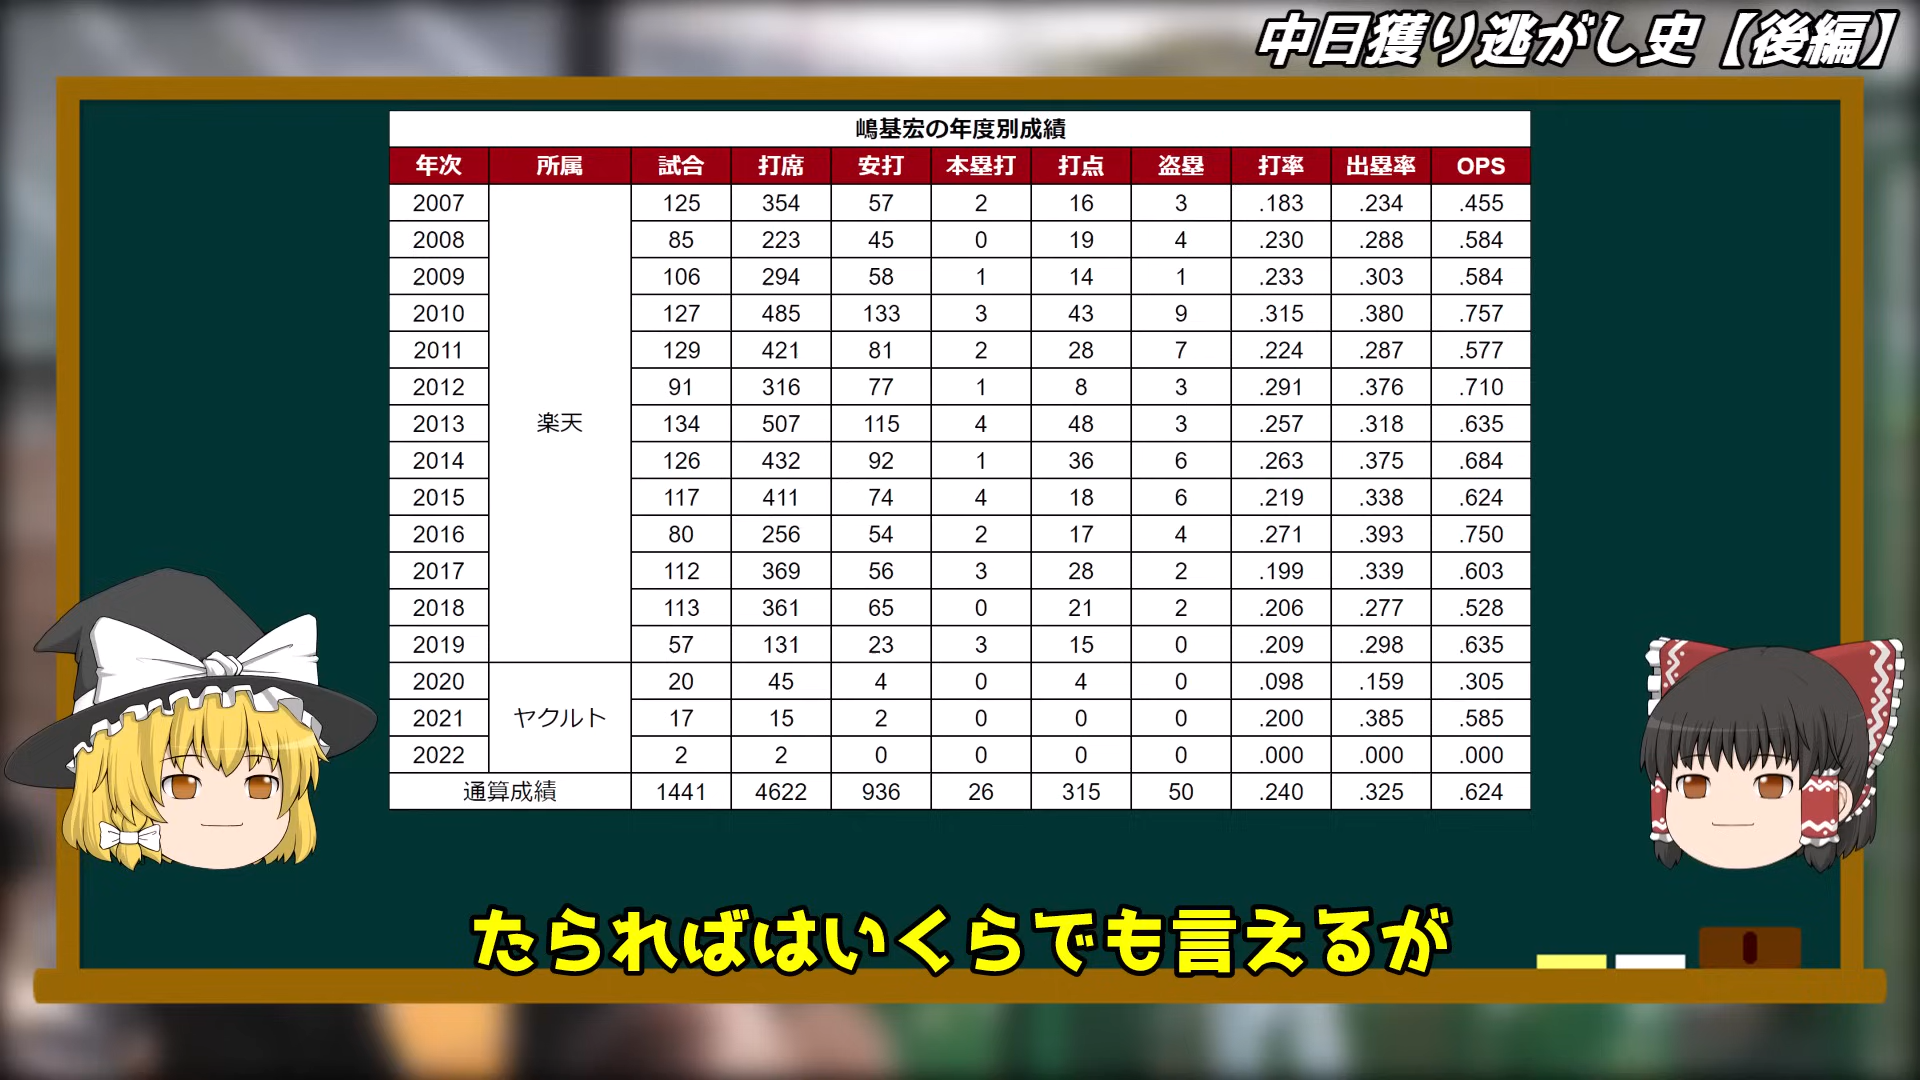 中日獲り逃がし史【後編】
嶋基宏の年度別成績
年次 所属 試合 打席 安打 本塁打 打点 盗塁 打率 出塁率 OPS
2007 楽天 125 354 57 2 16 3 .183 .234 .455
2008 85 223 45 0 19 4 .230 .288 .584
2009 106 294 58 1 14 1 .233 .303 .584
2010 127 485 133 3 43 9 .315 .380 .757
2011 129 421 81 2 28 7 .224 .287 .577
2012 91 316 77 1 8 3 .291 .376 .710
2013 134 507 115 4 48 3 .257 .318 .635
2014 126 432 92 1 36 6 .263 .375 .684
2015 117 411 74 4 18 6 .219 .338 .624
2016 80 256 54 2 17 4 .271 .393 .750
2017 112 369 56 3 28 2 .199 .339 .603
2018 113 361 65 0 21 2 .206 .277 .528
2019 57 131 23 3 15 0 .209 .298 .635
2020 ヤクルト 20 45 4 0 4 0 .098 .159 .305
2021 17 15 2 0 0 0 .200 .385 .585
2022 2 2 0 0 0 0 .000 .000 .000
通算成績 1441 4622 936 26 315 50 .240 .325 .624
たらればはいくらでも言えるが